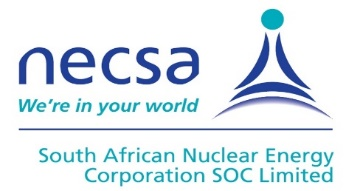 necsa
We're in your world
South African Nuclear Energy
Corporation SOC Limited